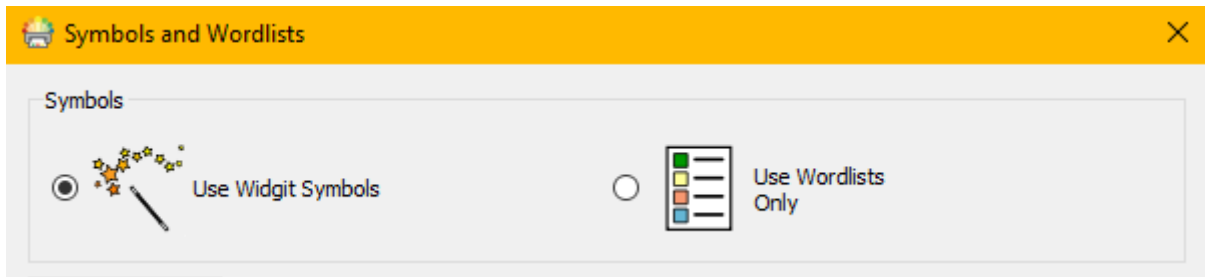 Symbols and Wordlists
Symbols
Use Widgit Symbols
Use Wordlists
Only